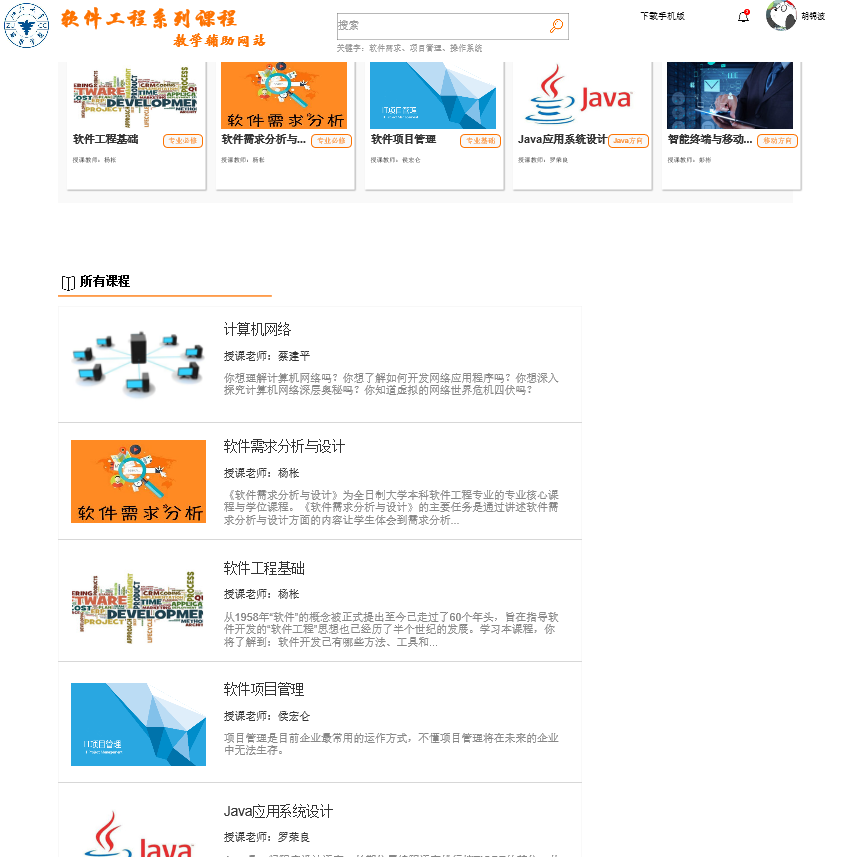 软件工程系列课程
教学辅助网站
搜索
关键字：软件需求、项目管理、操作系统
下载手机版
胡锦波
软件工程基础
专业必修
授课教师：杨枨
软件需求分析
软件需求分析与...
专业必修
授课教师：杨枨
IT项目管理
软件项目管理
专业基础
授课教师：侯宏仑
Java
Java应用系统设计
Java方向
授课教师：罗荣良
智能终端与移动...
移动方向
授课教师：彭彬
所有课程
计算机网络
授课老师：蔡建平
你想理解计算机网络吗？你想了解如何开发网络应用程序吗？你想深入
探究计算机网络深层奥秘吗？你知道虚拟的网络世界危机四伏吗？
软件需求分析
软件需求分析与设计
授课老师：杨枨
《软件需求分析与设计》为全日制大学本科软件工程专业的专业核心课
程与学位课程。《软件需求分析与设计》的主要任务是通过讲述软件需
求分析与设计方面的内容让学生体会到需求分析...
TWARE
DEVELOPMENT
软件工程基础
授课老师：杨枨
从1958年“软件”的概念被正式提出至今已走过了60个年头，旨在指导软
件开发的“软件工程”思想也已经历了半个世纪的发展。学习本课程，你
将了解到：软件开发已有哪些方法、工具和...
IT项目管理
软件项目管理
授课老师：侯宏仑
项目管理是目前企业最常用的运作方式，不懂项目管理将在未来的企业
中无法生存。
Java
Java应用系统设计
授课老师：罗荣良